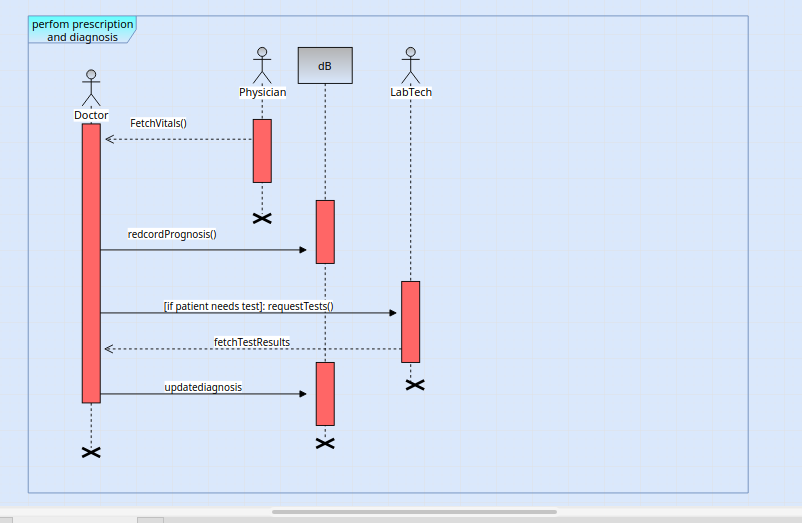 perfom prescription
and diagnosis
Physician
dB
LabTech
Doctor
FetchVitals()
redcordPrognosis()
[if patient needs test]: requestTests()
fetchTestResults
updatediagnosis